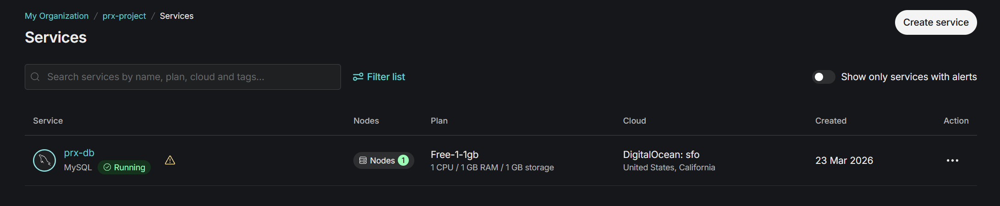 My Organization / prx-project / Services
Create service
Services
Search services by name, plan, cloud and tags...
Filter list
Show only services with alerts
Service Nodes Plan Cloud Created Action
prx-db
MySQL Running
Nodes 1
Free-1-1gb
1 CPU / 1 GB RAM / 1 GB storage
DigitalOcean: sfo
United States, California
23 Mar 2026